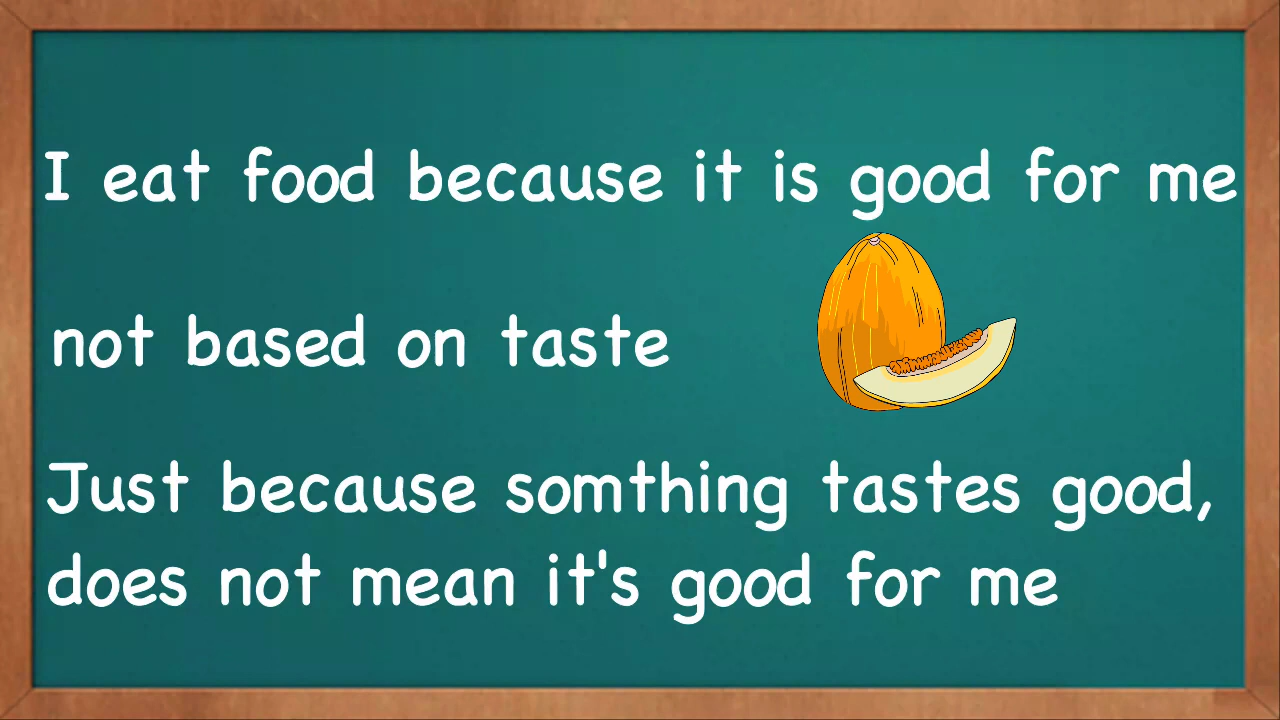 I eat food because it is good for me
not based on taste
Just because somthing tastes good,
does not mean it's good for me